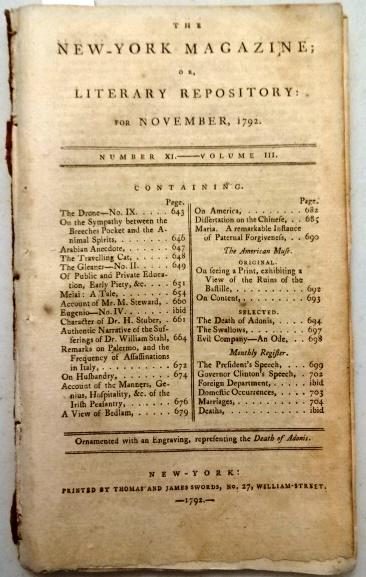 THE
NEW-YORK MAGAZINE;
OR,
LITERARY REPOSITORY:
FOR NOVEMBER, 1792.
NUMBER XI.——VOLUME III.
CONTAINING.
Page.
The Drone—No. IX. . . . . . 643
On the Sympathy between the
Breeches Pocket and the A-
nimal Spirits, . . . . . . 646
Arabian Anecdote, . . . . . 647
The Travelling Cat, . . . . . 648
The Gleaner—No. II. . . . . 649
Of Public and Private Educa-
tion, Early Piety, &c. . . . . 651
Melai: A Tale, . . . . . . 654
Account of Mr. M. Steward, . . 660
Eugenio—No. IV. . . . . . ibid
Character of Dr. H. Stuber, . . 661
Authentic Narrative of the Suf-
ferings of Dr. William Stahl, . 664
Remarks on Palermo, and the
Frequency of Assassinations
in Italy, . . . . . . . . 672
On Husbandry, . . . . . . 674
Account of the Manners, Ge-
nius, Hospitality, &c. of the
Irish Peasantry, . . . . . . 676
A View of Bedlam, . . . . . 679
Page.
On America, . . . . . . . 682
Dissertation on the Chinese, . . 685
Maria. A remarkable Instance
of Paternal Forgiveness, . . . 690
The American Muse.
ORIGINAL.
On seeing a Print, exhibiting a
View of the Ruins of the
Bastille, . . . . . . . . 692
On Content, . . . . . . . 693
SELECTED.
The Death of Adonis, . . . . 694
The Swallows, . . . . . . . 697
Evil Company—An Ode, . . . 698
Monthly Register.
The President's Speech, . . . 699
Governor Clinton's Speech, . . 702
Foreign Department, . . . . ibid
Domestic Occurrences, . . . . 703
Marriages, . . . . . . . . 704
Deaths, . . . . . . . . . ibid
Ornamented with an Engraving, representing the Death of Adonis.
NEW-YORK:
PRINTED BY THOMAS AND JAMES SWORDS, No. 27, WILLIAM-STREET.
—1792.—